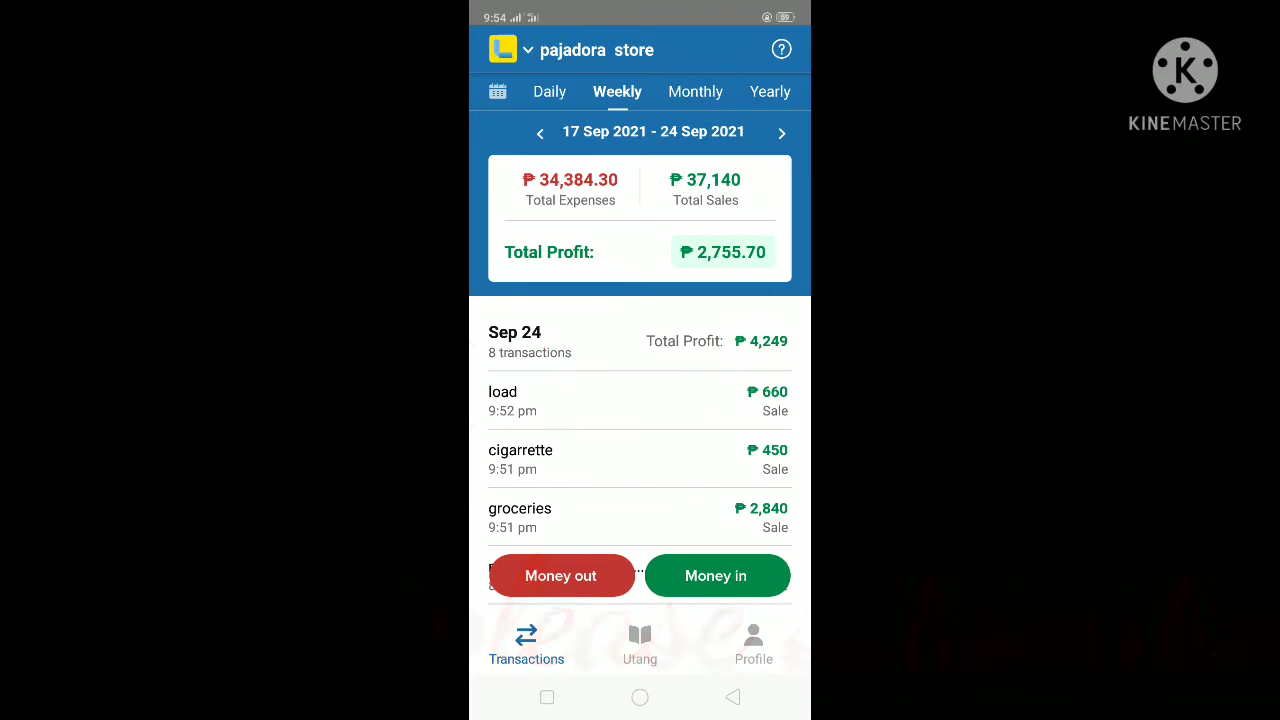 9:54
59
pajadora store
?
Daily
Weekly
Monthly
Yearly
17 Sep 2021 - 24 Sep 2021
₱ 34,384.30
₱ 37,140
Total Expenses
Total Sales
Total Profit:
₱ 2,755.70
Sep 24
8 transactions
Total Profit: ₱ 4,249
load
₱ 660
9:52 pm
Sale
cigarrette
₱ 450
9:51 pm
Sale
groceries
₱ 2,840
9:51 pm
Sale
Money out
Money in
Transactions
Utang
Profile
K
KINEMASTER